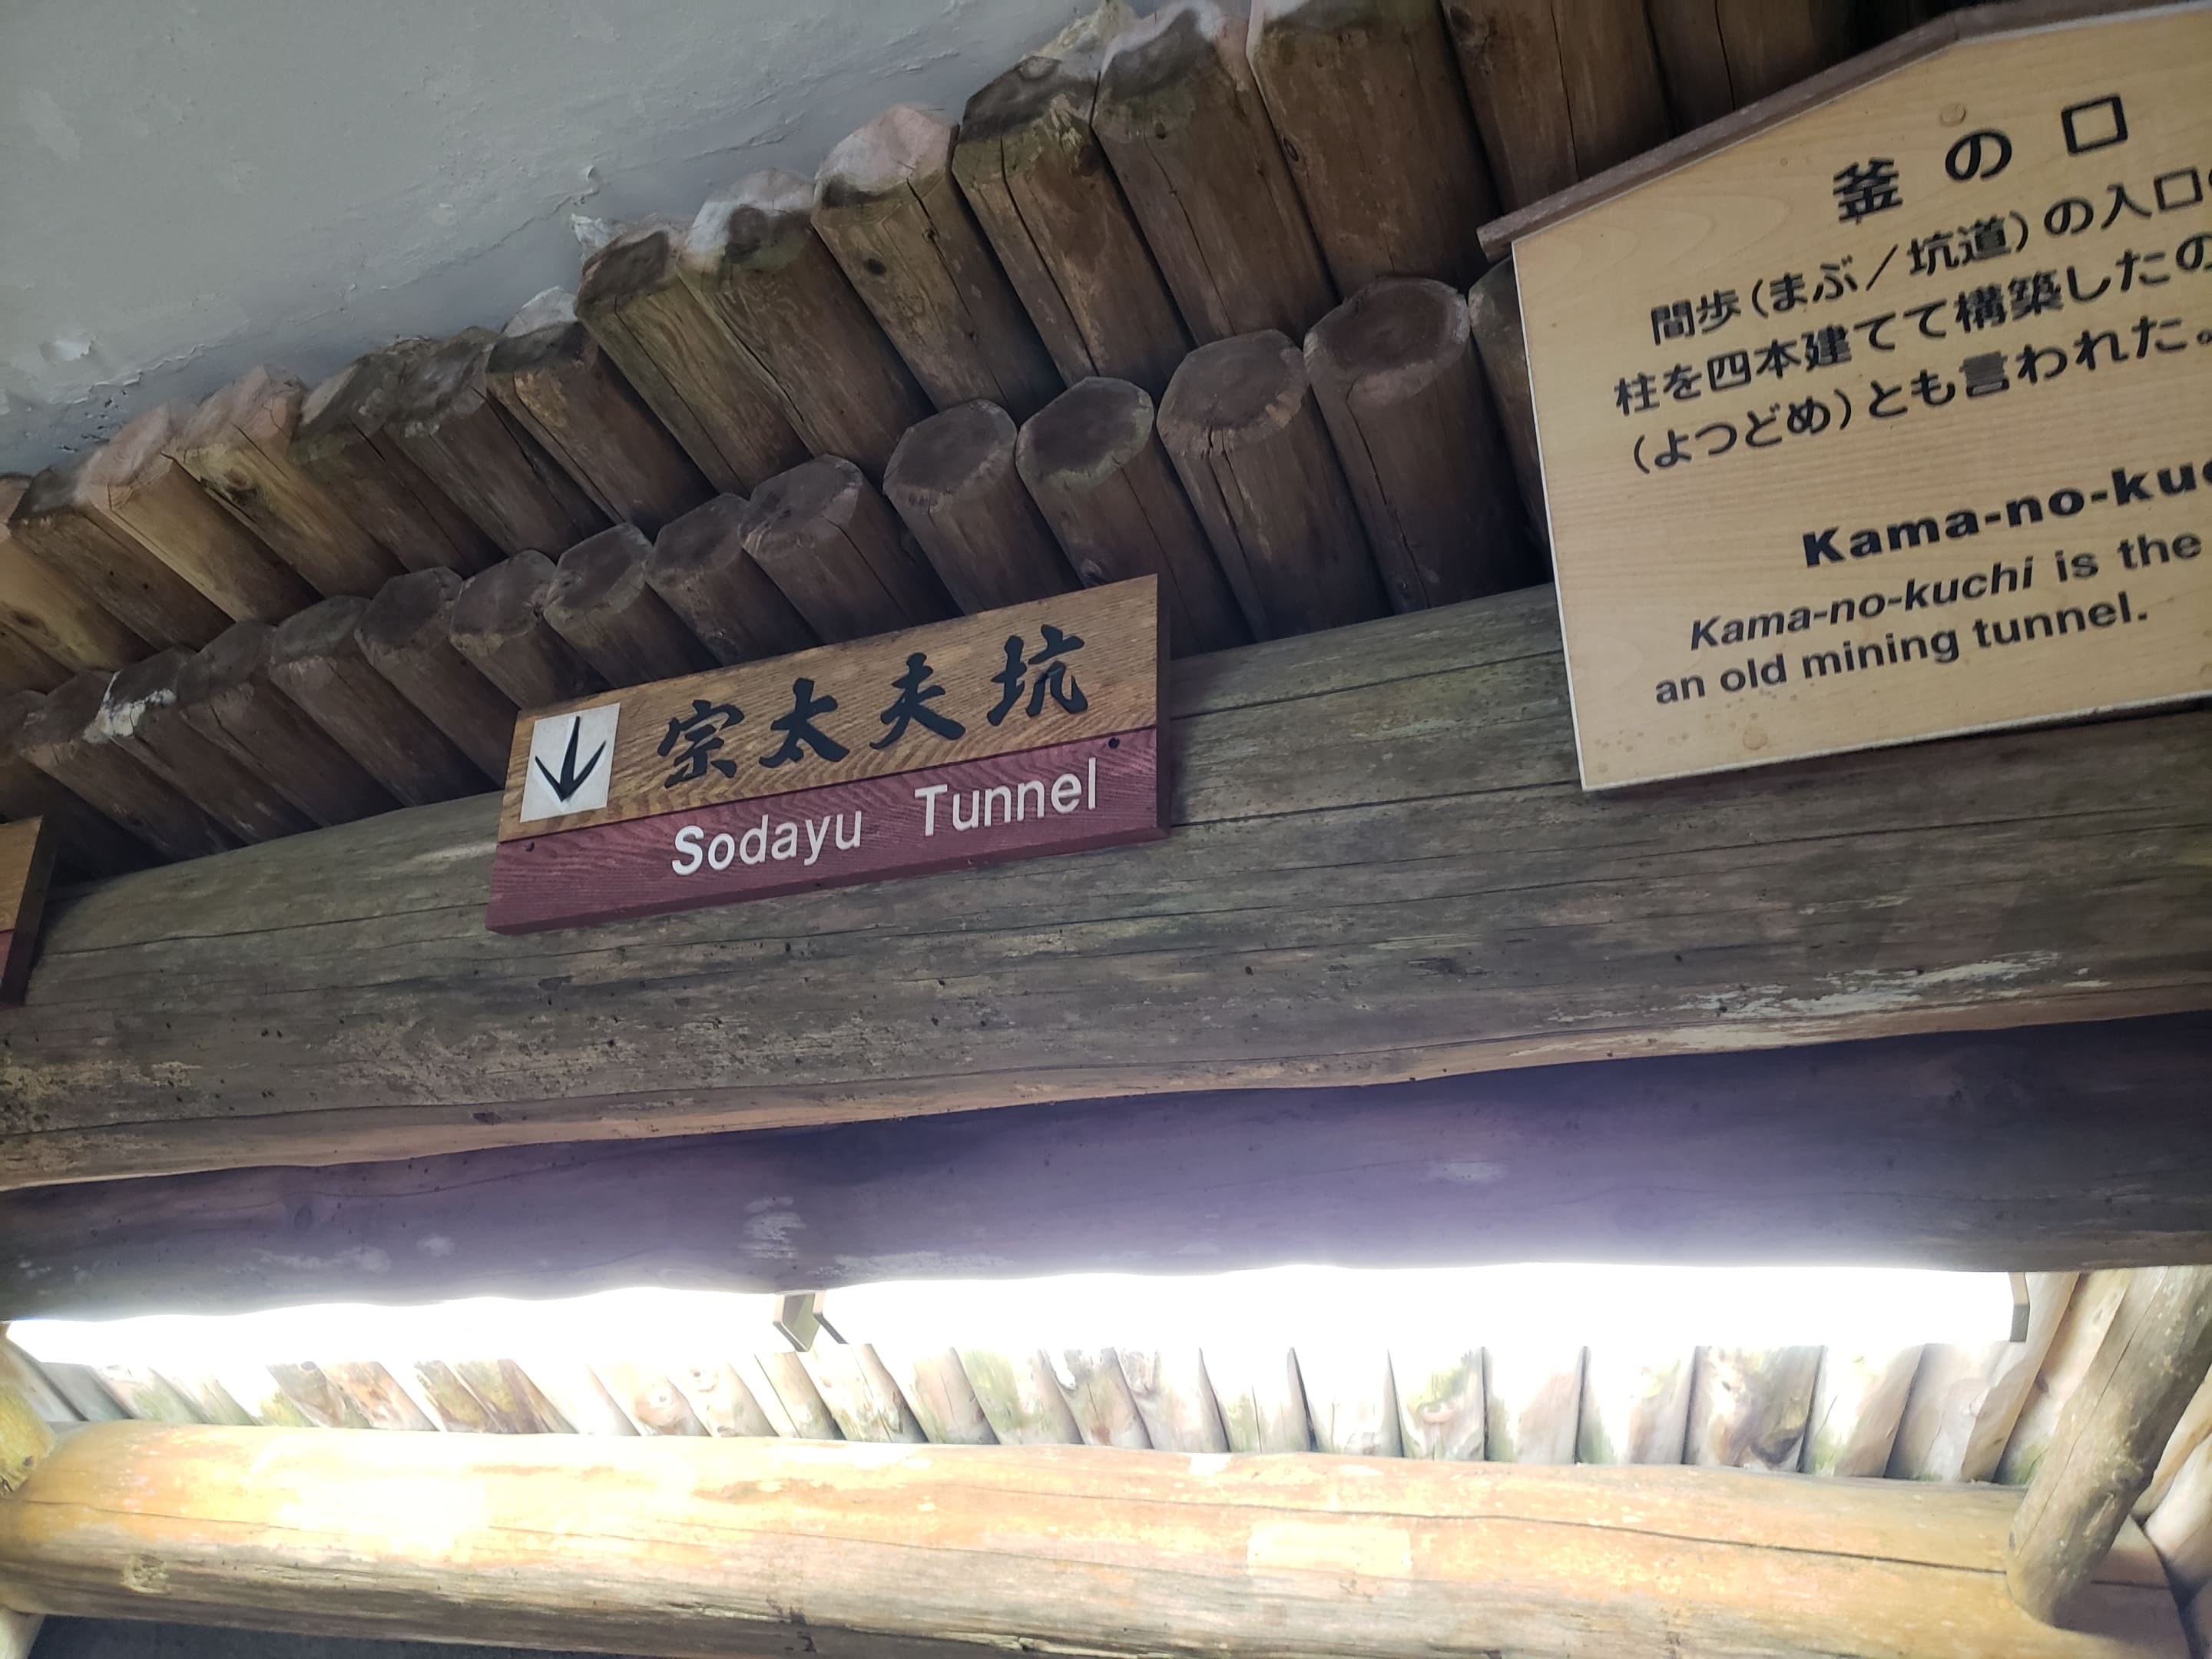 宗太夫坑
Sodayu Tunnel
釜の口
間歩(まぶ/坑道)の入口
柱を四本建てて構築したの
(よつどめ)とも言われた。
Kama-no-kuc
Kama-no-kuchi is the
an old mining tunnel.